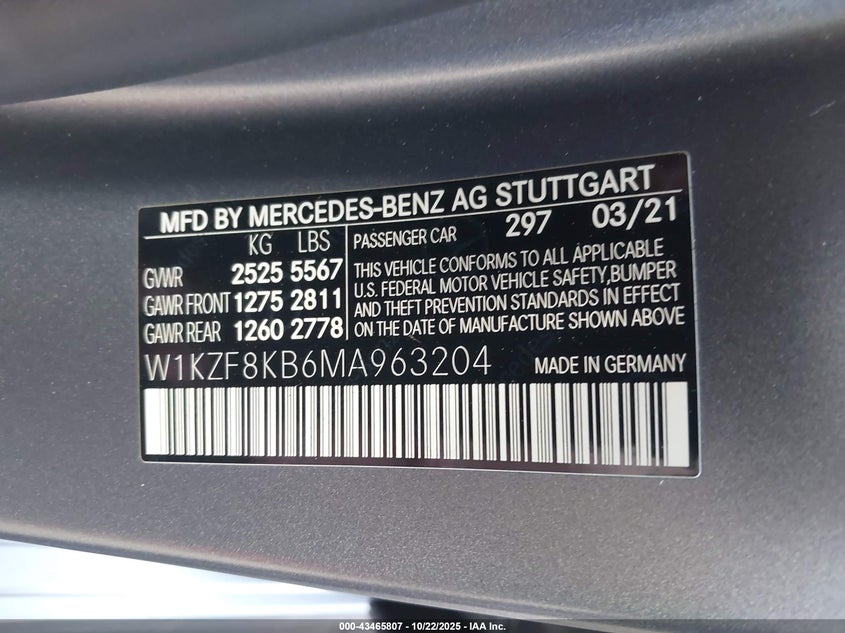 MFD BY MERCEDES-BENZ AG STUTTGART
KG LBS PASSENGER CAR 297 03/21
GVWR 2525 5567
GAWR FRONT 1275 2811
GAWR REAR 1260 2778
THIS VEHICLE CONFORMS TO ALL APPLICABLE
U.S. FEDERAL MOTOR VEHICLE SAFETY,BUMPER
AND THEFT PREVENTION STANDARDS IN EFFECT
ON THE DATE OF MANUFACTURE SHOWN ABOVE
W1KZF8KB6MA963204 MADE IN GERMANY
000-43465807 - 10/22/2025 - IAA Inc.